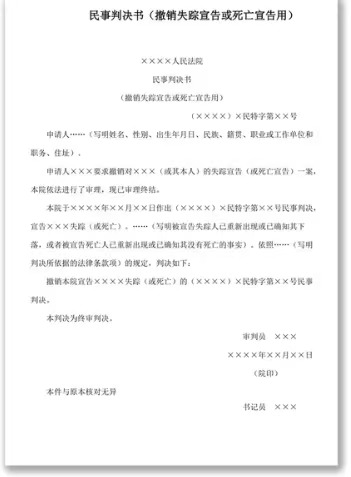 民事判决书(撤销失踪宣告或死亡宣告用)
××××人民法院
民事判决书
(撤销失踪宣告或死亡宣告用)
(××××)×民特字第××号
申请人……(写明姓名、性别、出生年月日、民族、籍贯、职业或工作单位和
职务、住址)。
申请人×××要求撤销对×××(或其本人)的失踪宣告(或死亡宣告)一案,
本院依法进行了审理,现已审理终结。
本院于××××年××月××日作出(××××)×民特字第××号民事判决,
宣告×××失踪(或死亡)。……(写明被宣告失踪人已重新出现或已确知其下
落,或者被宣告死亡人已重新出现或已确知其没有死亡的事实)。依照……(写明
判决所依据的法律条款项)的规定,判决如下:
撤销本院宣告××××失踪(或死亡)的(××××)×民特字第××号民事
判决。
本判决为终审判决。
审判员 ×××
××××年××月××日
(院印)
本件与原本核对无异
书记员 ×××